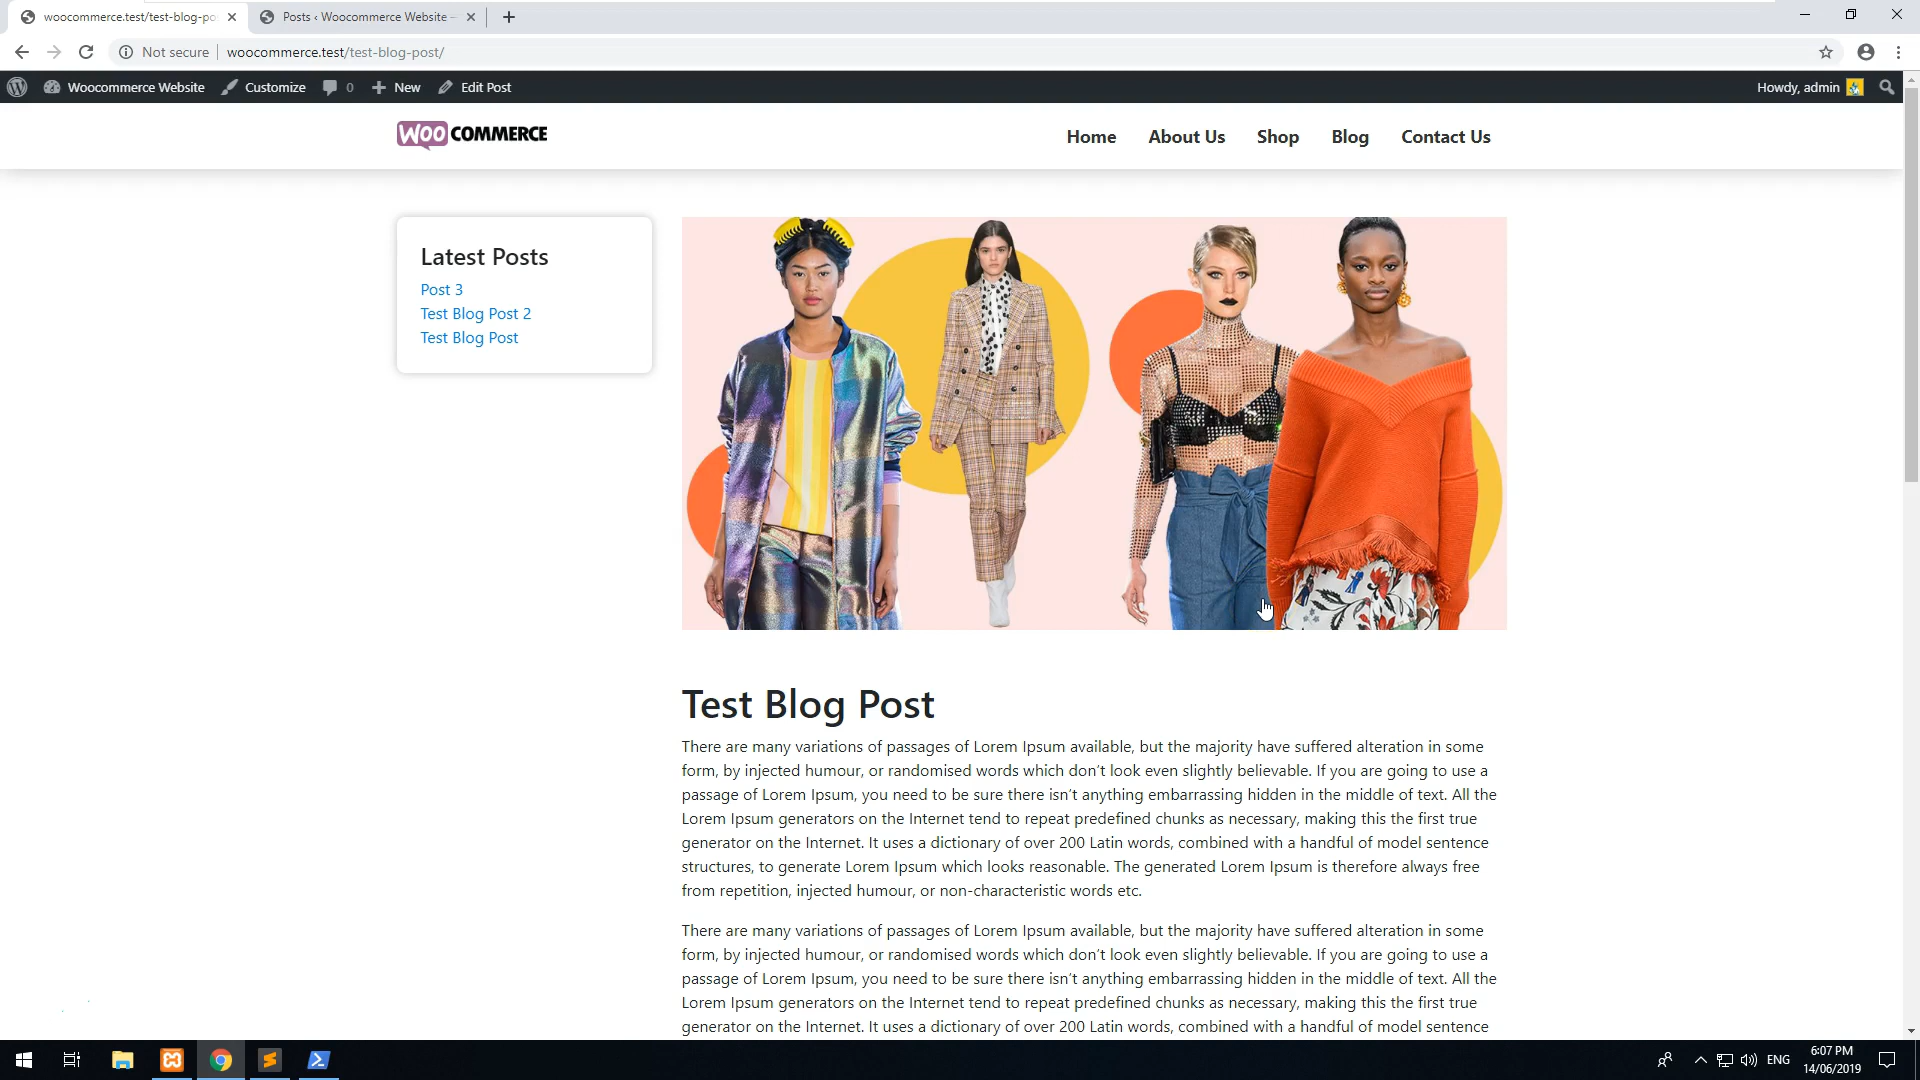 woocommerce.test/test-blog-po
Posts ‹ Woocommerce Website –
Not secure
woocommerce.test/test-blog-post/
Woocommerce Website
Customize
0
New
Edit Post
Howdy, admin
WOO COMMERCE
Home
About Us
Shop
Blog
Contact Us
Latest Posts
Post 3
Test Blog Post 2
Test Blog Post
Test Blog Post
There are many variations of passages of Lorem Ipsum available, but the majority have suffered alteration in some
form, by injected humour, or randomised words which don't look even slightly believable. If you are going to use a
passage of Lorem Ipsum, you need to be sure there isn't anything embarrassing hidden in the middle of text. All the
Lorem Ipsum generators on the Internet tend to repeat predefined chunks as necessary, making this the first true
generator on the Internet. It uses a dictionary of over 200 Latin words, combined with a handful of model sentence
structures, to generate Lorem Ipsum which looks reasonable. The generated Lorem Ipsum is therefore always free
from repetition, injected humour, or non-characteristic words etc.
There are many variations of passages of Lorem Ipsum available, but the majority have suffered alteration in some
form, by injected humour, or randomised words which don't look even slightly believable. If you are going to use a
passage of Lorem Ipsum, you need to be sure there isn't anything embarrassing hidden in the middle of text. All the
Lorem Ipsum generators on the Internet tend to repeat predefined chunks as necessary, making this the first true
generator on the Internet. It uses a dictionary of over 200 Latin words, combined with a handful of model sentence
ENG
6:07 PM
14/06/2019